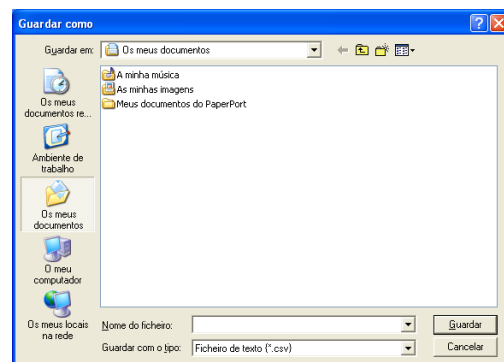 Guardar como
Guardar em:
Os meus documentos
A minha música
As minhas imagens
Meus documentos do PaperPort
Os meus
documentos re...
Ambiente de
trabalho
Os meus
documentos
O meu
computador
Os meus locais
na rede
Nome do ficheiro:
Guardar
Guardar com o tipo:
Ficheiro de texto (*.csv)
Cancelar